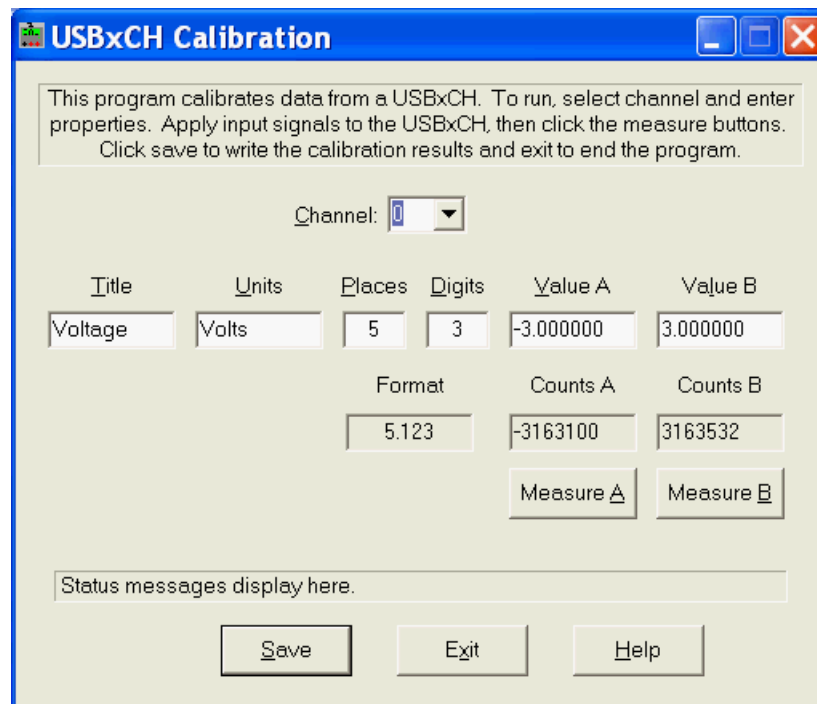 USBxCH Calibration
This program calibrates data from a USBxCH. To run, select channel and enter
properties. Apply input signals to the USBxCH, then click the measure buttons.
Click save to write the calibration results and exit to end the program.
Channel: 0
Title Units Places Digits Value A Value B
Voltage Volts 5 3 -3.000000 3.000000
Format Counts A Counts B
5.123 -3163100 3163532
Measure A Measure B
Status messages display here.
Save Exit Help